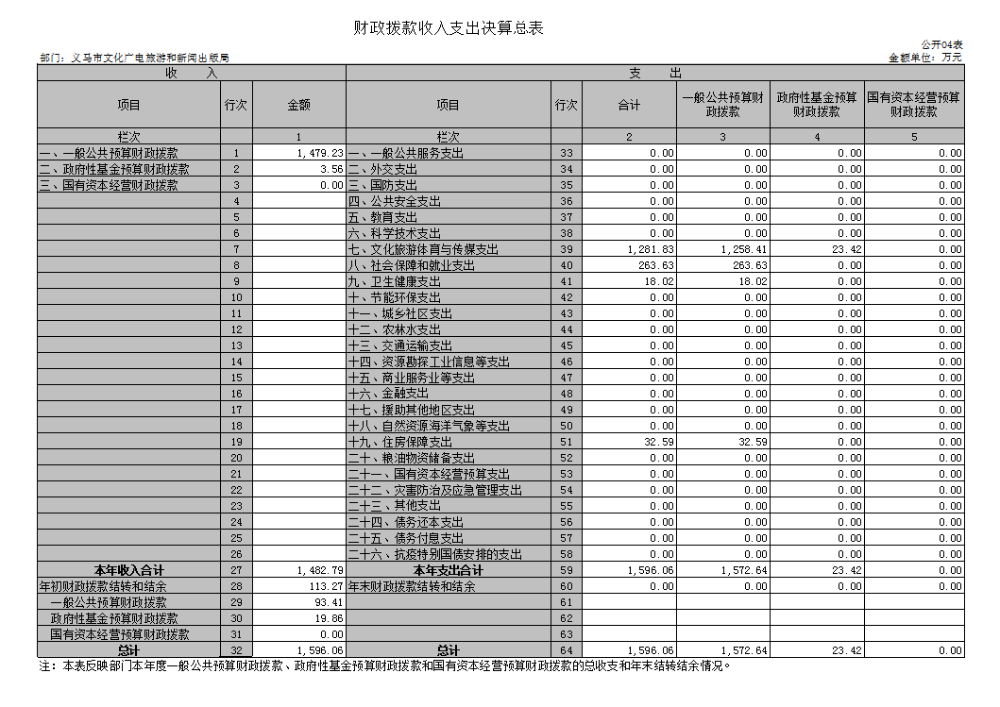 财政拨款收入支出决算总表
公开04表
部门：义马市文化广电旅游和新闻出版局 金额单位：万元
收 入 支 出
项目 行次 金额 项目 行次 合计 一般公共预算财政拨款 政府性基金预算财政拨款 国有资本经营预算财政拨款
栏次 1 栏次 2 3 4 5
一、一般公共预算财政拨款 1 1,479.23 一、一般公共服务支出 33 0.00 0.00 0.00 0.00
二、政府性基金预算财政拨款 2 3.56 二、外交支出 34 0.00 0.00 0.00 0.00
三、国有资本经营财政拨款 3 0.00 三、国防支出 35 0.00 0.00 0.00 0.00
4 四、公共安全支出 36 0.00 0.00 0.00 0.00
5 五、教育支出 37 0.00 0.00 0.00 0.00
6 六、科学技术支出 38 0.00 0.00 0.00 0.00
7 七、文化旅游体育与传媒支出 39 1,281.83 1,258.41 23.42 0.00
8 八、社会保障和就业支出 40 263.63 263.63 0.00 0.00
9 九、卫生健康支出 41 18.02 18.02 0.00 0.00
10 十、节能环保支出 42 0.00 0.00 0.00 0.00
11 十一、城乡社区支出 43 0.00 0.00 0.00 0.00
12 十二、农林水支出 44 0.00 0.00 0.00 0.00
13 十三、交通运输支出 45 0.00 0.00 0.00 0.00
14 十四、资源勘探工业信息等支出 46 0.00 0.00 0.00 0.00
15 十五、商业服务业等支出 47 0.00 0.00 0.00 0.00
16 十六、金融支出 48 0.00 0.00 0.00 0.00
17 十七、援助其他地区支出 49 0.00 0.00 0.00 0.00
18 十八、自然资源海洋气象等支出 50 0.00 0.00 0.00 0.00
19 十九、住房保障支出 51 32.59 32.59 0.00 0.00
20 二十、粮油物资储备支出 52 0.00 0.00 0.00 0.00
21 二十一、国有资本经营预算支出 53 0.00 0.00 0.00 0.00
22 二十二、灾害防治及应急管理支出 54 0.00 0.00 0.00 0.00
23 二十三、其他支出 55 0.00 0.00 0.00 0.00
24 二十四、债务还本支出 56 0.00 0.00 0.00 0.00
25 二十五、债务付息支出 57 0.00 0.00 0.00 0.00
26 二十六、抗疫特别国债安排的支出 58 0.00 0.00 0.00 0.00
本年收入合计 27 1,482.79 本年支出合计 59 1,596.06 1,572.64 23.42 0.00
年初财政拨款结转和结余 28 113.27 年末财政拨款结转和结余 60 0.00 0.00 0.00 0.00
一般公共预算财政拨款 29 93.41 61
政府性基金预算财政拨款 30 19.86 62
国有资本经营预算财政拨款 31 0.00 63
总计 32 1,596.06 总计 64 1,596.06 1,572.64 23.42 0.00
注：本表反映部门本年度一般公共预算财政拨款、政府性基金预算财政拨款和国有资本经营预算财政拨款的总收支和年末结转结余情况。